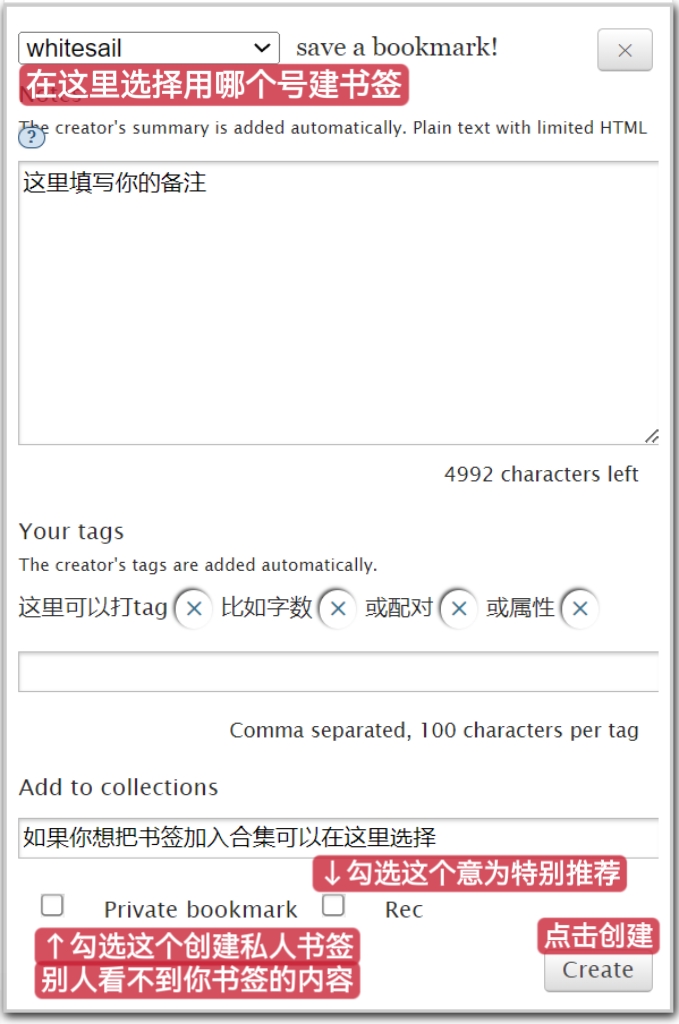 whitesail save a bookmark! ×
在这里选择用哪个号建书签
Notes
The creator's summary is added automatically. Plain text with limited HTML
?
这里填写你的备注
4992 characters left
Your tags
The creator's tags are added automatically.
这里可以打tag × 比如字数 × 或配对 × 或属性 ×
Comma separated, 100 characters per tag
Add to collections
如果你想把书签加入合集可以在这里选择
↓勾选这个意为特别推荐
Private bookmark Rec
↑勾选这个创建私人书签
别人看不到你书签的内容
点击创建
Create